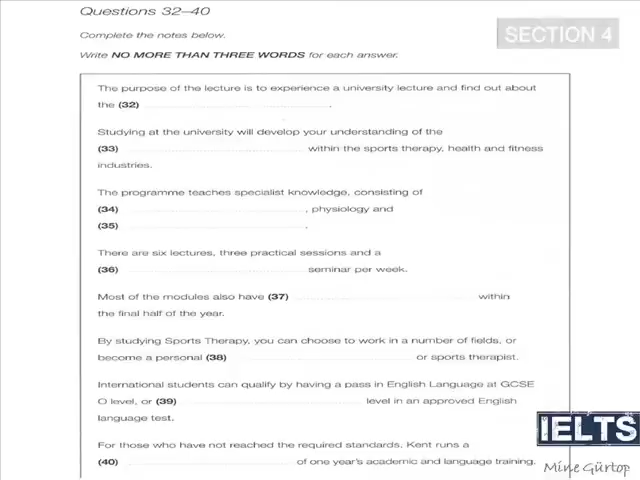 Questions 32–40
SECTION 4
Complete the notes below.
Write NO MORE THAN THREE WORDS for each answer.
The purpose of the lecture is to experience a university lecture and find out about
the (32) .
Studying at the university will develop your understanding of the
(33) within the sports therapy, health and fitness
industries.
The programme teaches specialist knowledge, consisting of
(34) , physiology and
(35) .
There are six lectures, three practical sessions and a
(36) seminar per week.
Most of the modules also have (37) within
the final half of the year.
By studying Sports Therapy, you can choose to work in a number of fields, or
become a personal (38) or sports therapist.
International students can qualify by having a pass in English Language at GCSE
O level, or (39) level in an approved English
language test.
For those who have not reached the required standards, Kent runs a
(40) of one year's academic and language training.
IELTS
Mine Gürtop